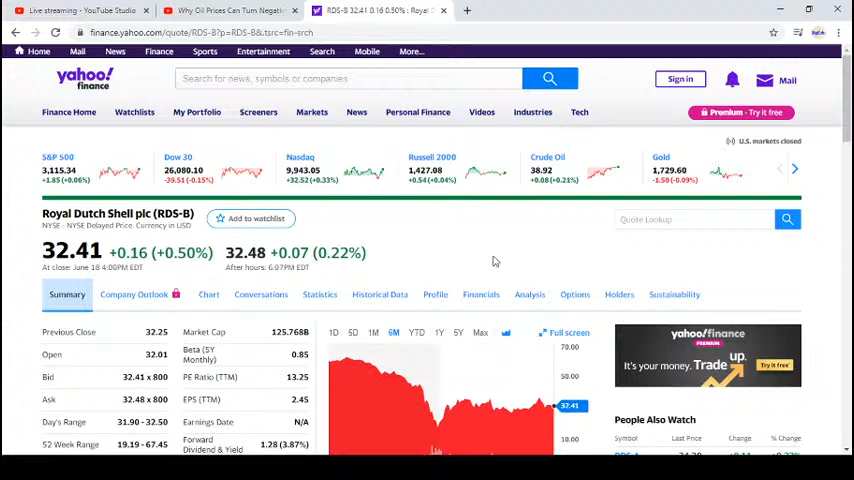 Live streaming - YouTube Studio
Why Oil Prices Can Turn Negativ
RDS-B 32.41 0.16 0.50% : Royal D
finance.yahoo.com/quote/RDS-B?p=RDS-B&tsrc=fin-srch
Home Mail News Finance Sports Entertainment Search Mobile More...
yahoo!
finance
Search for news, symbols or companies
Sign in
Mail
Finance Home Watchlists My Portfolio Screeners Markets News Personal Finance Videos Industries Tech
Premium - Try it free
U.S. markets closed
S&P 500 Dow 30 Nasdaq Russell 2000 Crude Oil Gold
3,115.34 26,080.10 9,943.05 1,427.08 38.92 1,729.60
+1.85 (+0.06%) -39.51 (-0.15%) +32.52 (+0.33%) +0.54 (+0.04%) +0.08 (+0.21%) -1.50 (-0.09%)
Royal Dutch Shell plc (RDS-B)
Add to watchlist
Quote Lookup
NYSE - NYSE Delayed Price. Currency in USD
32.41 +0.16 (+0.50%) 32.48 +0.07 (0.22%)
At close: June 18 4:00PM EDT After hours: 6:07PM EDT
Summary Company Outlook Chart Conversations Statistics Historical Data Profile Financials Analysis Options Holders Sustainability
Previous Close 32.25
Open 32.01
Bid 32.41 x 800
Ask 32.48 x 800
Day's Range 31.90 - 32.50
52 Week Range 19.19 - 67.45
Market Cap 125.768B
Beta (5Y
Monthly) 0.85
PE Ratio (TTM) 13.25
EPS (TTM) 2.45
Earnings Date N/A
Forward
Dividend & Yield 1.28 (3.87%)
1D 5D 1M 6M YTD 1Y 5Y Max Full screen
70.00
50.00
32.41
10.00
yahoo!finance
PREMIUM
It's your money. Trade up.
Try it free
People Also Watch
Symbol Last Price Change % Change